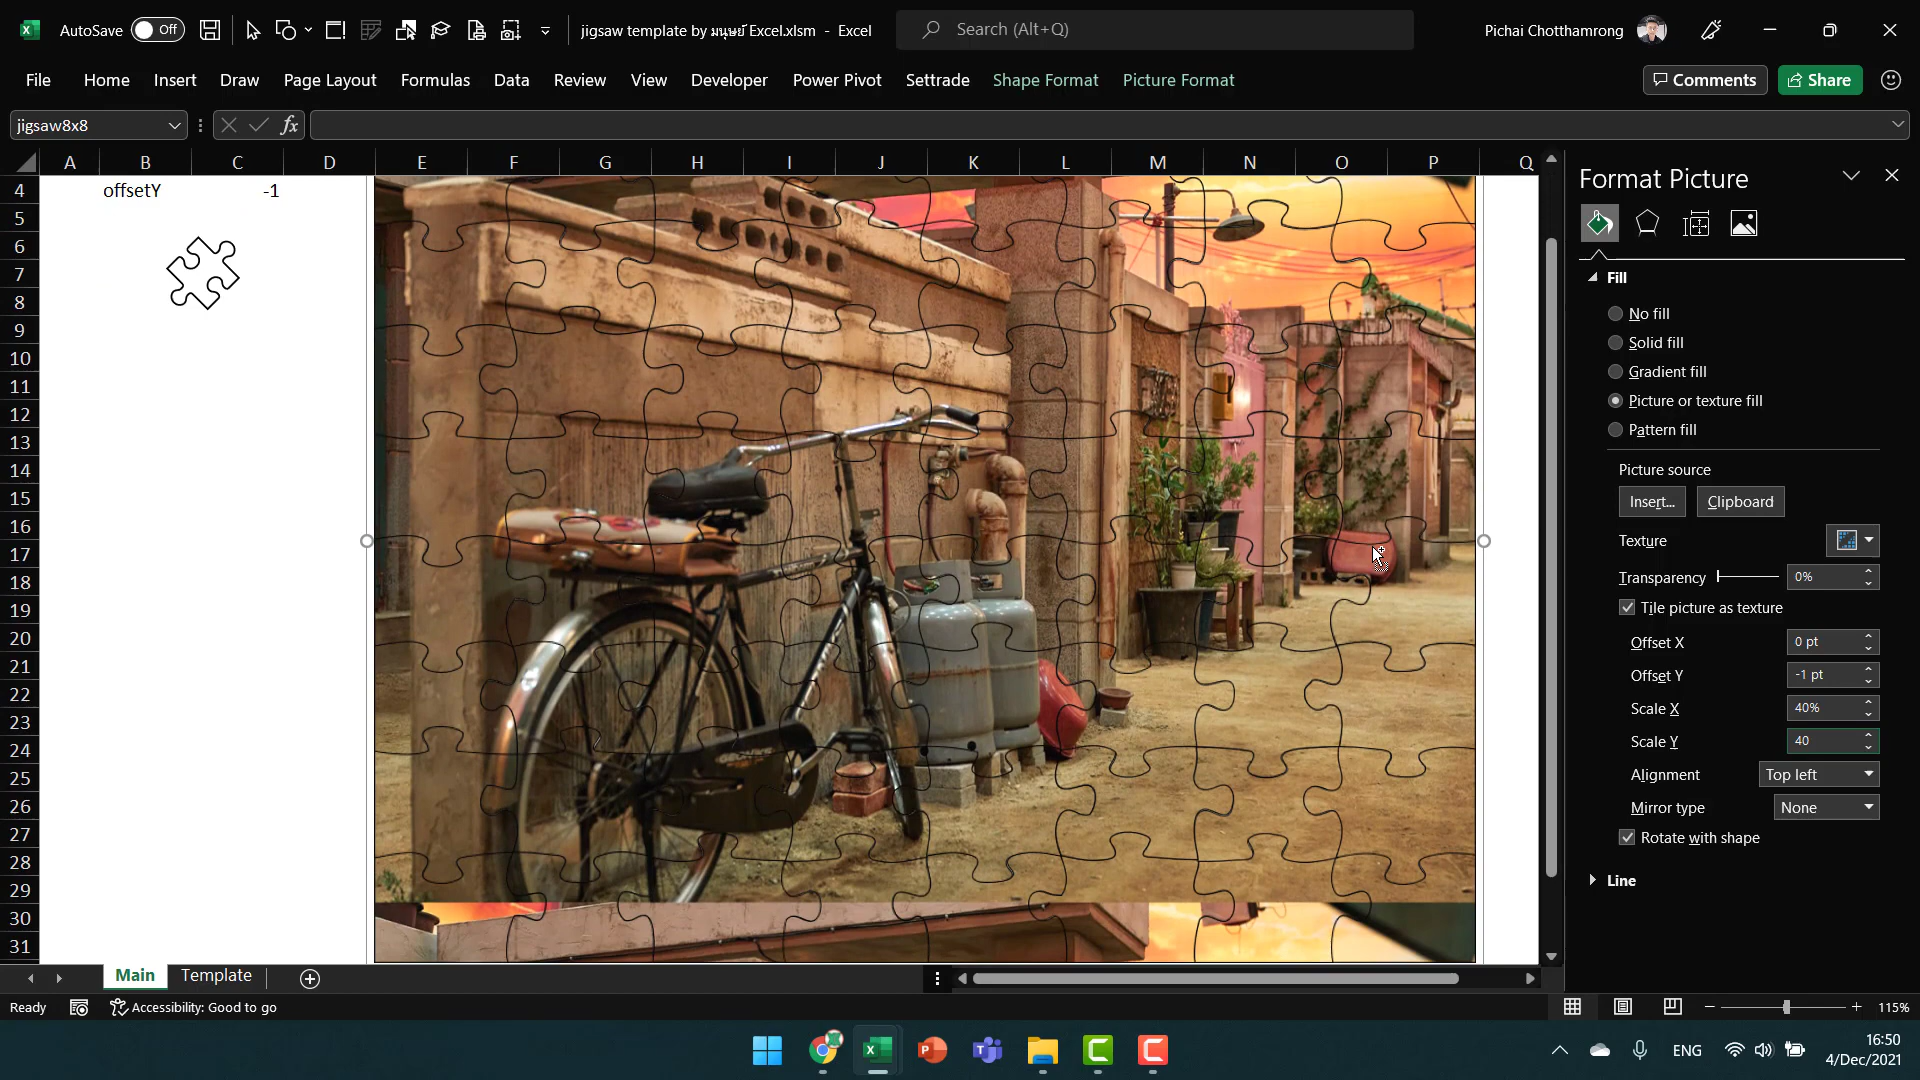 AutoSave Off jigsaw template by มนุษย์ Excel.xlsm - Excel Search (Alt+Q) Pichai Chotthamrong
File Home Insert Draw Page Layout Formulas Data Review View Developer Power Pivot Settrade Shape Format Picture Format Comments Share
jigsaw8x8 fx
A B C D E F G H I J K L M N O P Q
4 offsetY -1
5
6
7
8
9
10
11
12
13
14
15
16
17
18
19
20
21
22
23
24
25
26
27
28
29
30
31
Format Picture
Fill
No fill
Solid fill
Gradient fill
Picture or texture fill
Pattern fill
Picture source
Insert... Clipboard
Texture
Transparency 0%
Tile picture as texture
Offset X 0 pt
Offset Y -1 pt
Scale X 40%
Scale Y 40
Alignment Top left
Mirror type None
Rotate with shape
Line
Main Template
Ready Accessibility: Good to go 115%
ENG 16:50
4/Dec/2021